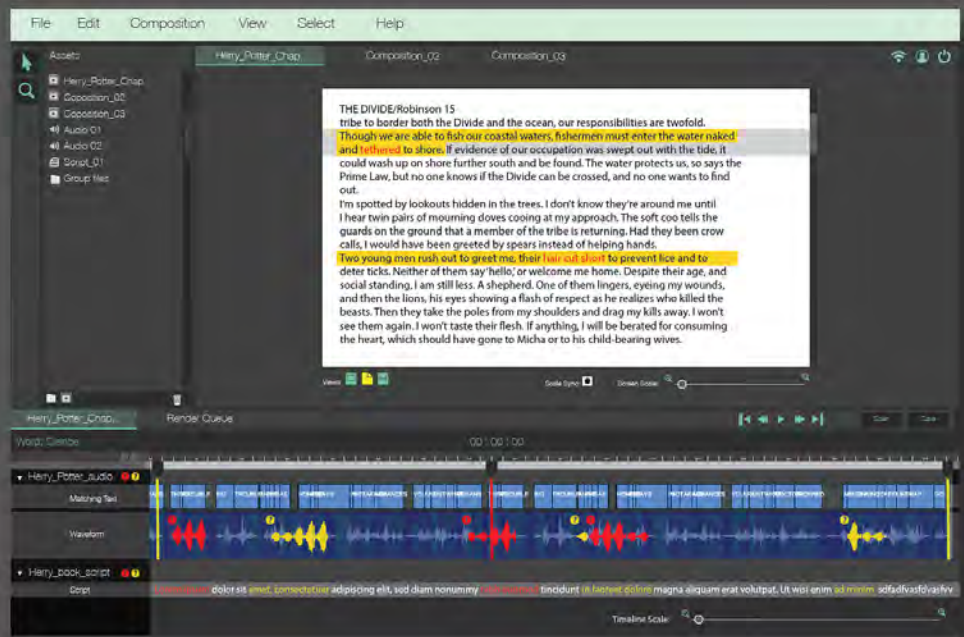 File Edit Composition View Select Help
Assets
Herry_Potter_Chap
Composition_02
Composition_03
Herry_Potter_Chap
Coposition_02
Coposition_03
Audio 01
Audio 02
Script_01
Group files
THE DIVIDE/Robinson 15
tribe to border both the Divide and the ocean, our responsibilities are twofold.
Though we are able to fish our coastal waters, fishermen must enter the water naked
and tethered to shore. If evidence of our occupation was swept out with the tide, it
could wash up on shore further south and be found. The water protects us, so says the
Prime Law, but no one knows if the Divide can be crossed, and no one wants to find
out.
I'm spotted by lookouts hidden in the trees. I don't know they're around me until
I hear twin pairs of mourning doves cooing at my approach. The soft coo tells the
guards on the ground that a member of the tribe is returning. Had they been crow
calls, I would have been greeted by spears instead of helping hands.
Two young men rush out to greet me, their hair cut short to prevent lice and to
deter ticks. Neither of them say 'hello,' or welcome me home. Despite their age, and
social standing, I am still less. A shepherd. One of them lingers, eyeing my wounds,
and then the lions, his eyes showing a flash of respect as he realizes who killed the
beasts. Then they take the poles from my shoulders and drag my kills away. I won't
see them again. I won't taste their flesh. If anything, I will be berated for consuming
the heart, which should have gone to Micha or to his child-bearing wives.
Views:
Scale Sync:
Screen Scale:
Herry_Potter_Chap...
Render Queue
00:00:00
Herry_Potter_audio
Matching Text
Waveform
Herry_book_script
Script
dolor sit amet, consectetuer adipiscing elit, sed diam nonummy tincidunt ut laoreet dolore magna aliquam erat volutpat. Ut wisi enim ad minim sdfadfvasfdvasfvv
Timeline Scale: